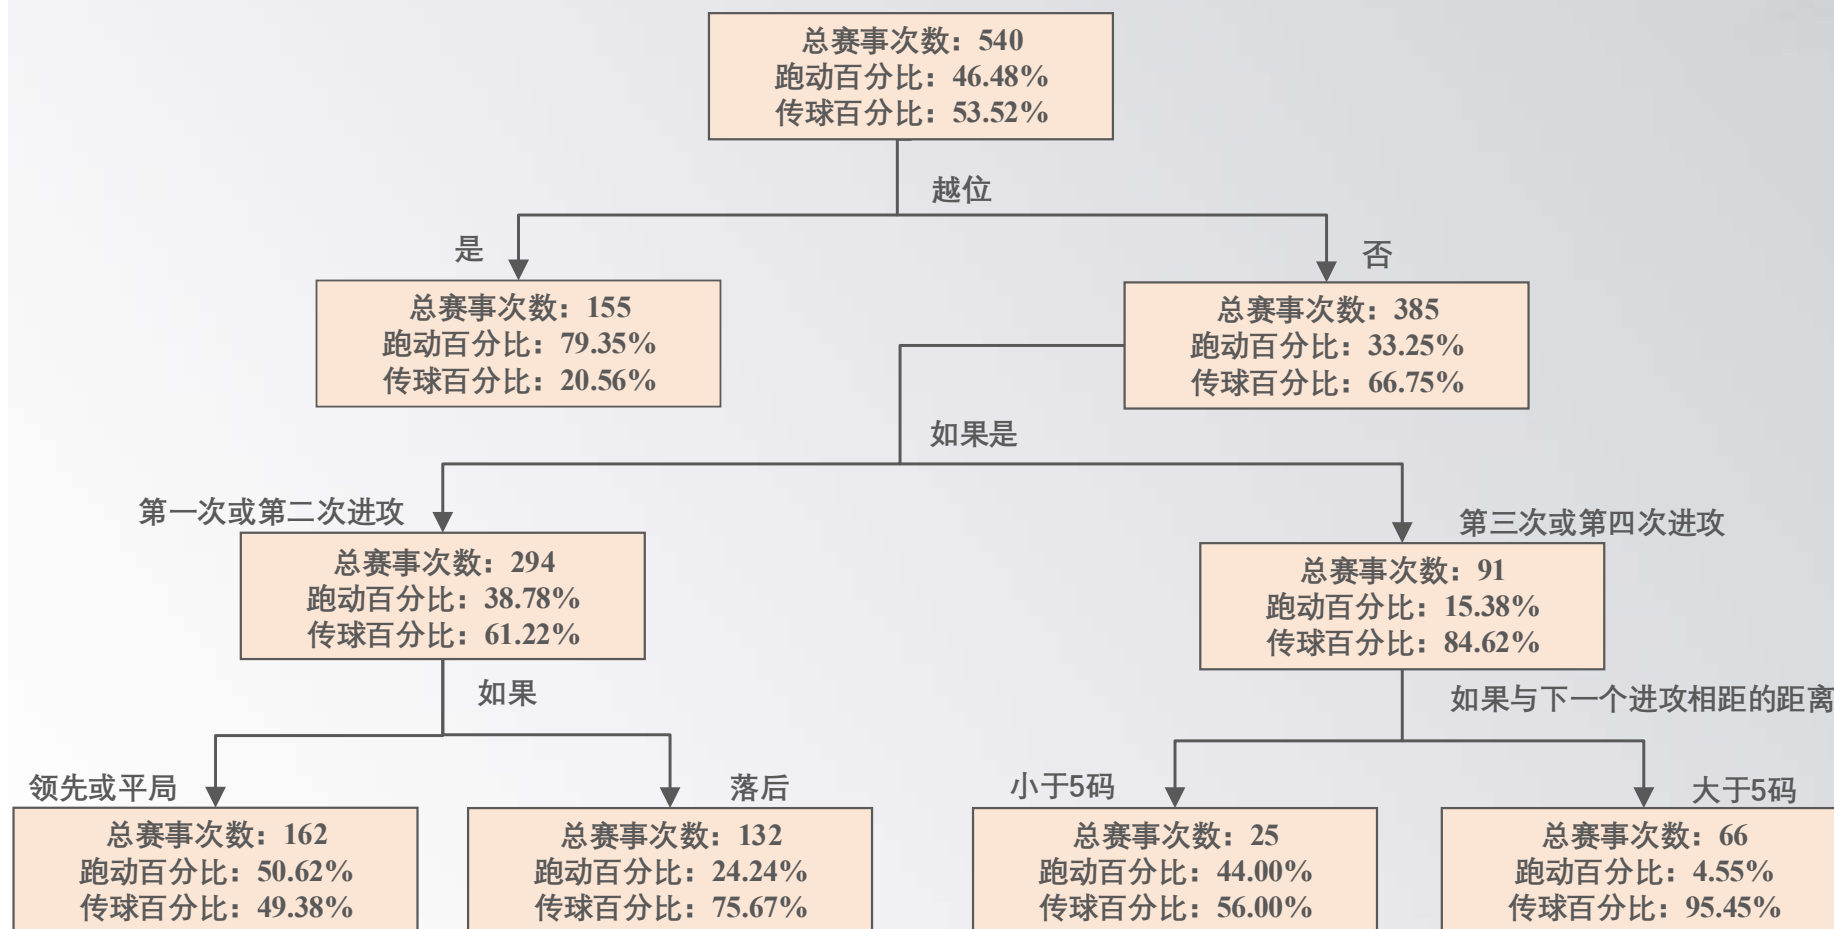 总赛事次数：540
跑动百分比：46.48%
传球百分比：53.52%
越位
是
否
总赛事次数：155
跑动百分比：79.35%
传球百分比：20.56%
总赛事次数：385
跑动百分比：33.25%
传球百分比：66.75%
如果是
第一次或第二次进攻
第三次或第四次进攻
总赛事次数：294
跑动百分比：38.78%
传球百分比：61.22%
总赛事次数：91
跑动百分比：15.38%
传球百分比：84.62%
如果
如果与下一个进攻相距的距离
领先或平局
落后
小于5码
大于5码
总赛事次数：162
跑动百分比：50.62%
传球百分比：49.38%
总赛事次数：132
跑动百分比：24.24%
传球百分比：75.67%
总赛事次数：25
跑动百分比：44.00%
传球百分比：56.00%
总赛事次数：66
跑动百分比：4.55%
传球百分比：95.45%